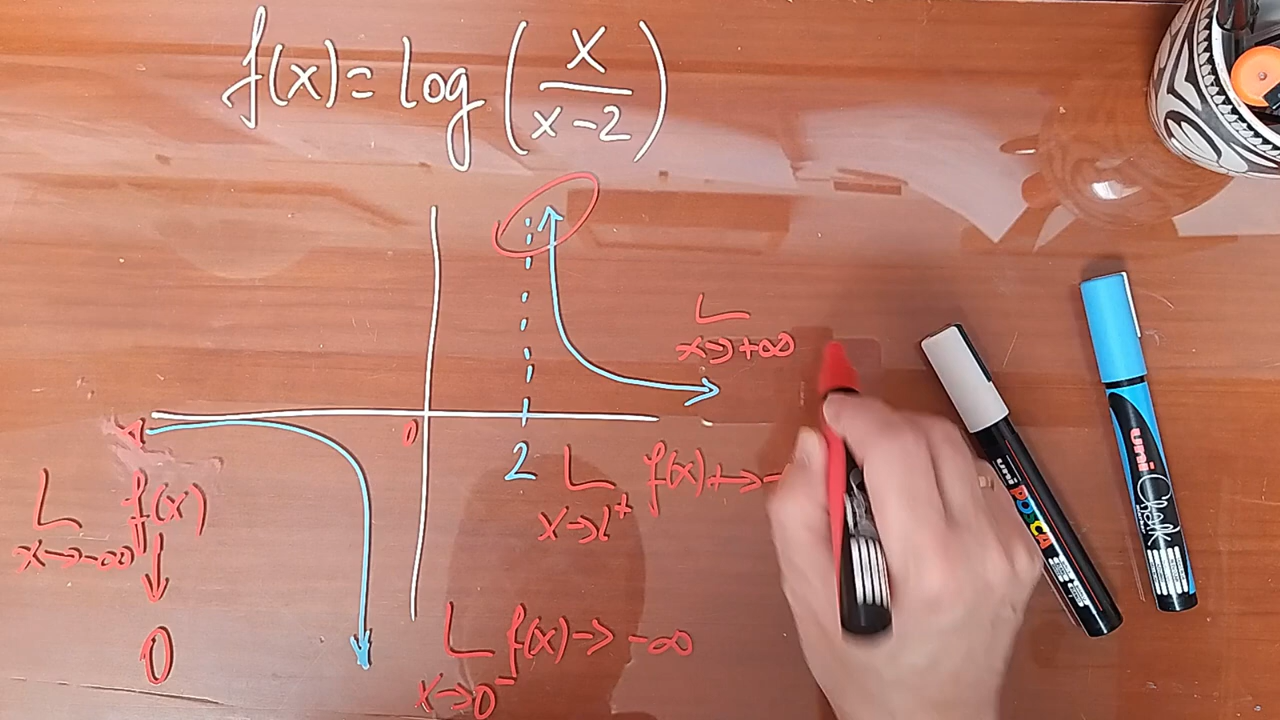 f(x) = log (x/(x-2))
L
x→+∞
0
2
L f(x) ↦
x→2⁺
L f(x)
x→-∞
0
L f(x) → -∞
x→0⁻
uni POSCA
uni Chalk